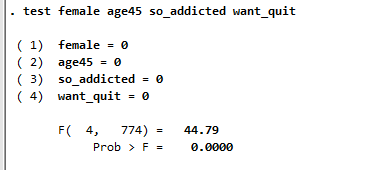 . test female age45 so_addicted want_quit
( 1) female = 0
( 2) age45 = 0
( 3) so_addicted = 0
( 4) want_quit = 0
F( 4, 774) = 44.79
Prob > F = 0.0000